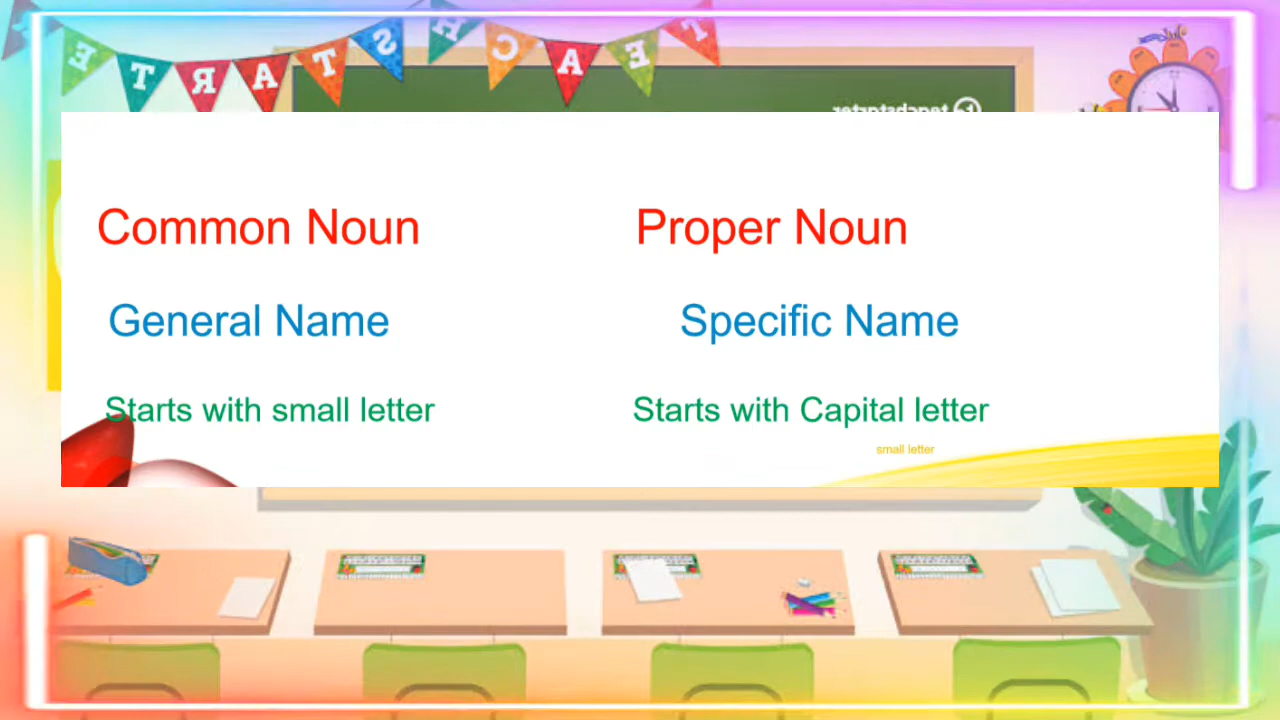 TEACHSTARTER
teachstarter
Common Noun Proper Noun
General Name Specific Name
Starts with small letter Starts with Capital letter
small letter